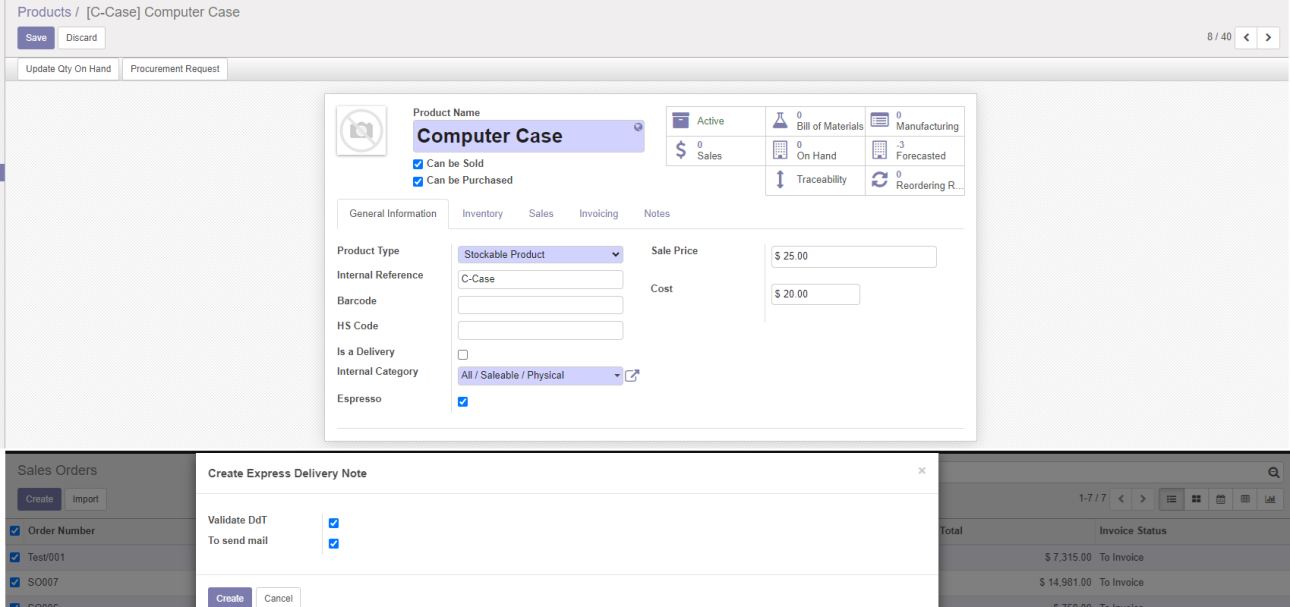 Products / [C-Case] Computer Case
Save Discard 8 / 40
Update Qty On Hand Procurement Request
Product Name
Computer Case
Can be Sold
Can be Purchased
Active
0
Bill of Materials
0
Manufacturing
0
Sales
0
On Hand
-3
Forecasted
Traceability
0
Reordering R...
General Information Inventory Sales Invoicing Notes
Product Type Stockable Product Sale Price $ 25.00
Internal Reference C-Case
Cost $ 20.00
Barcode
HS Code
Is a Delivery
Internal Category All / Saleable / Physical
Espresso
Sales Orders
Create Import 1-7 / 7
Order Number Total Invoice Status
Test/001 $ 7,315.00 To Invoice
SO007 $ 14,981.00 To Invoice
Create Express Delivery Note ×
Validate DdT
To send mail
Create Cancel